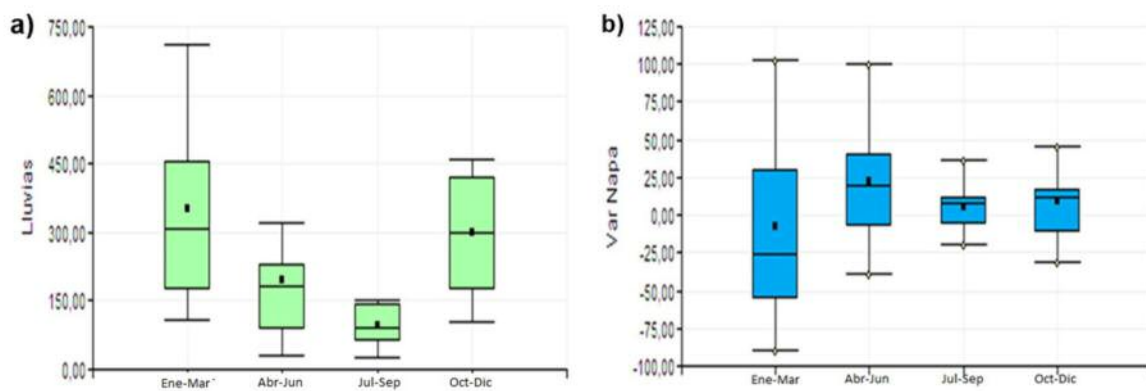 a)
Lluvias
750,00
600,00
450,00
300,00
150,00
0,00
Ene-Mar´
Abr-Jun
Jul-Sep
Oct-Dic
b)
Var Napa
125,00
100,00
75,00
50,00
25,00
0,00
-25,00
-50,00
-75,00
-100,00
Ene-Mar
Abr-Jun
Jul-Sep
Oct-Dic